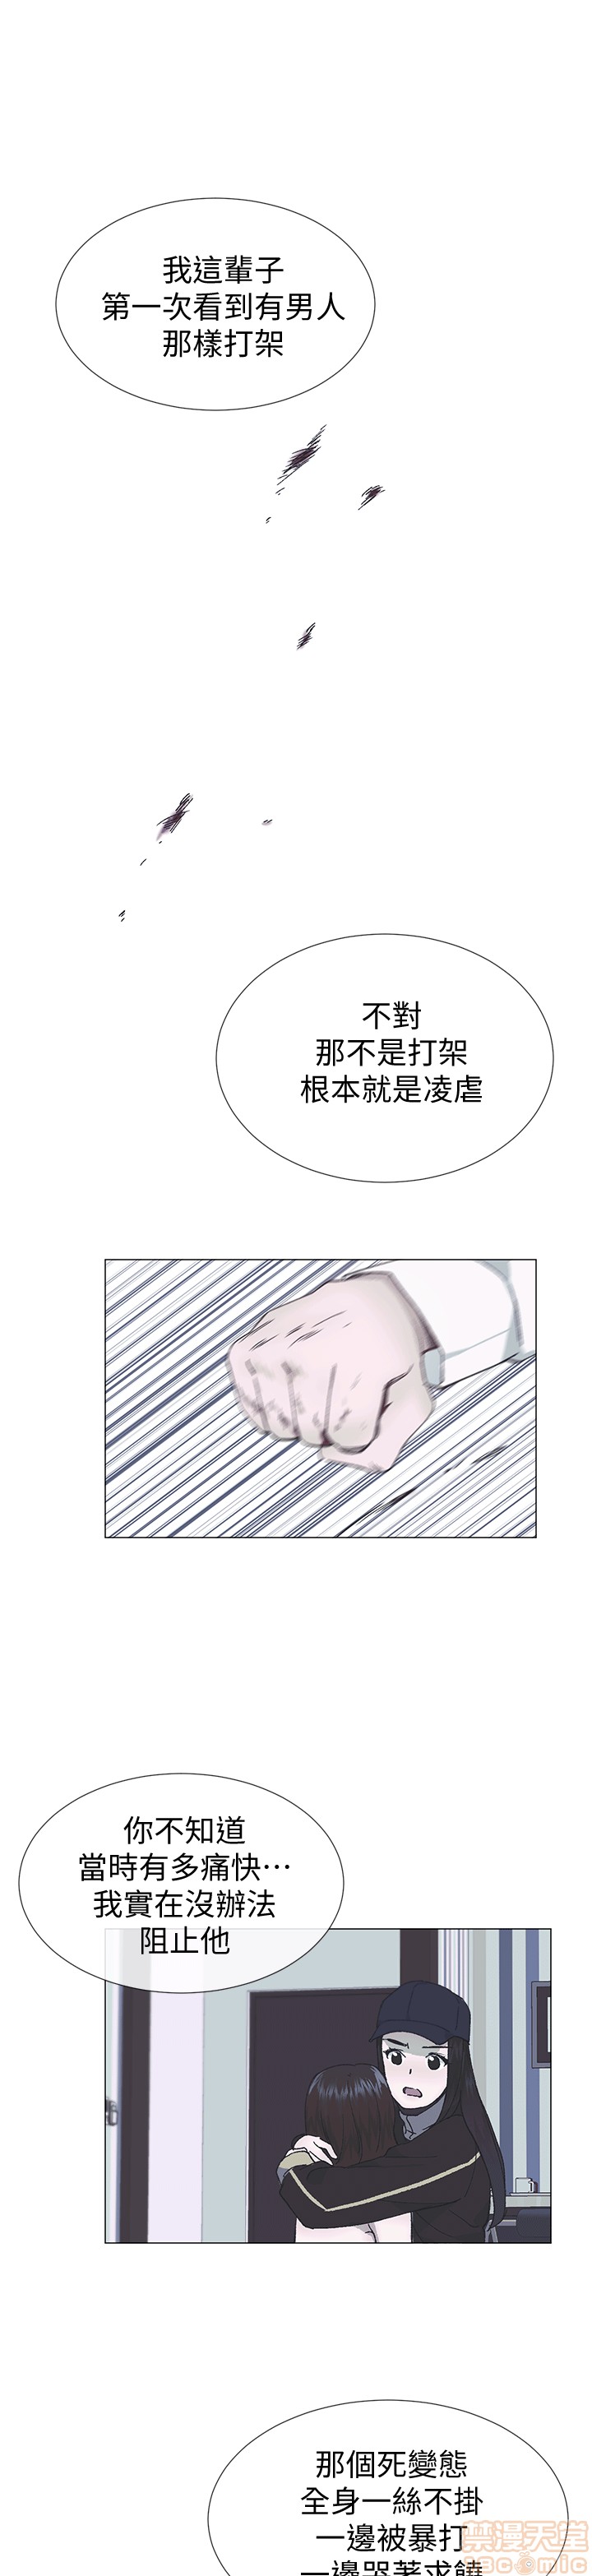 我這輩子
第一次看到有男人
那樣打架
不對
那不是打架
根本就是凌虐
你不知道
當時有多痛快…
我實在沒辦法
阻止他
那個死變態
全身一絲不掛
一邊被暴打
一邊哭著求饒
禁漫天堂
18comic